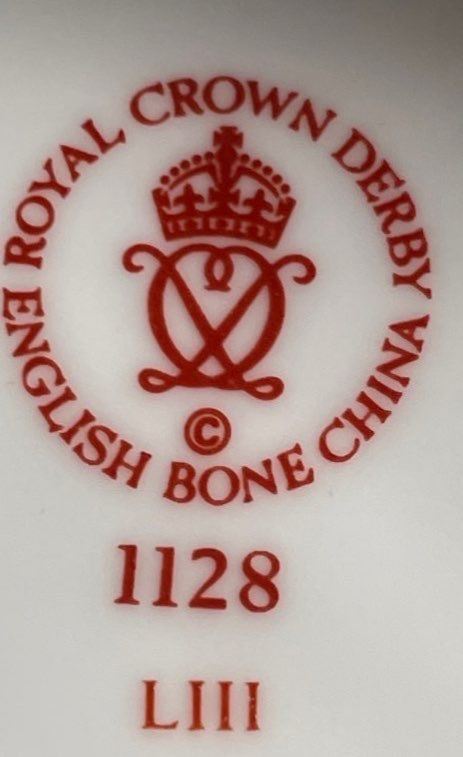 ROYAL CROWN DERBY
ENGLISH BONE CHINA
©
1128
LIII